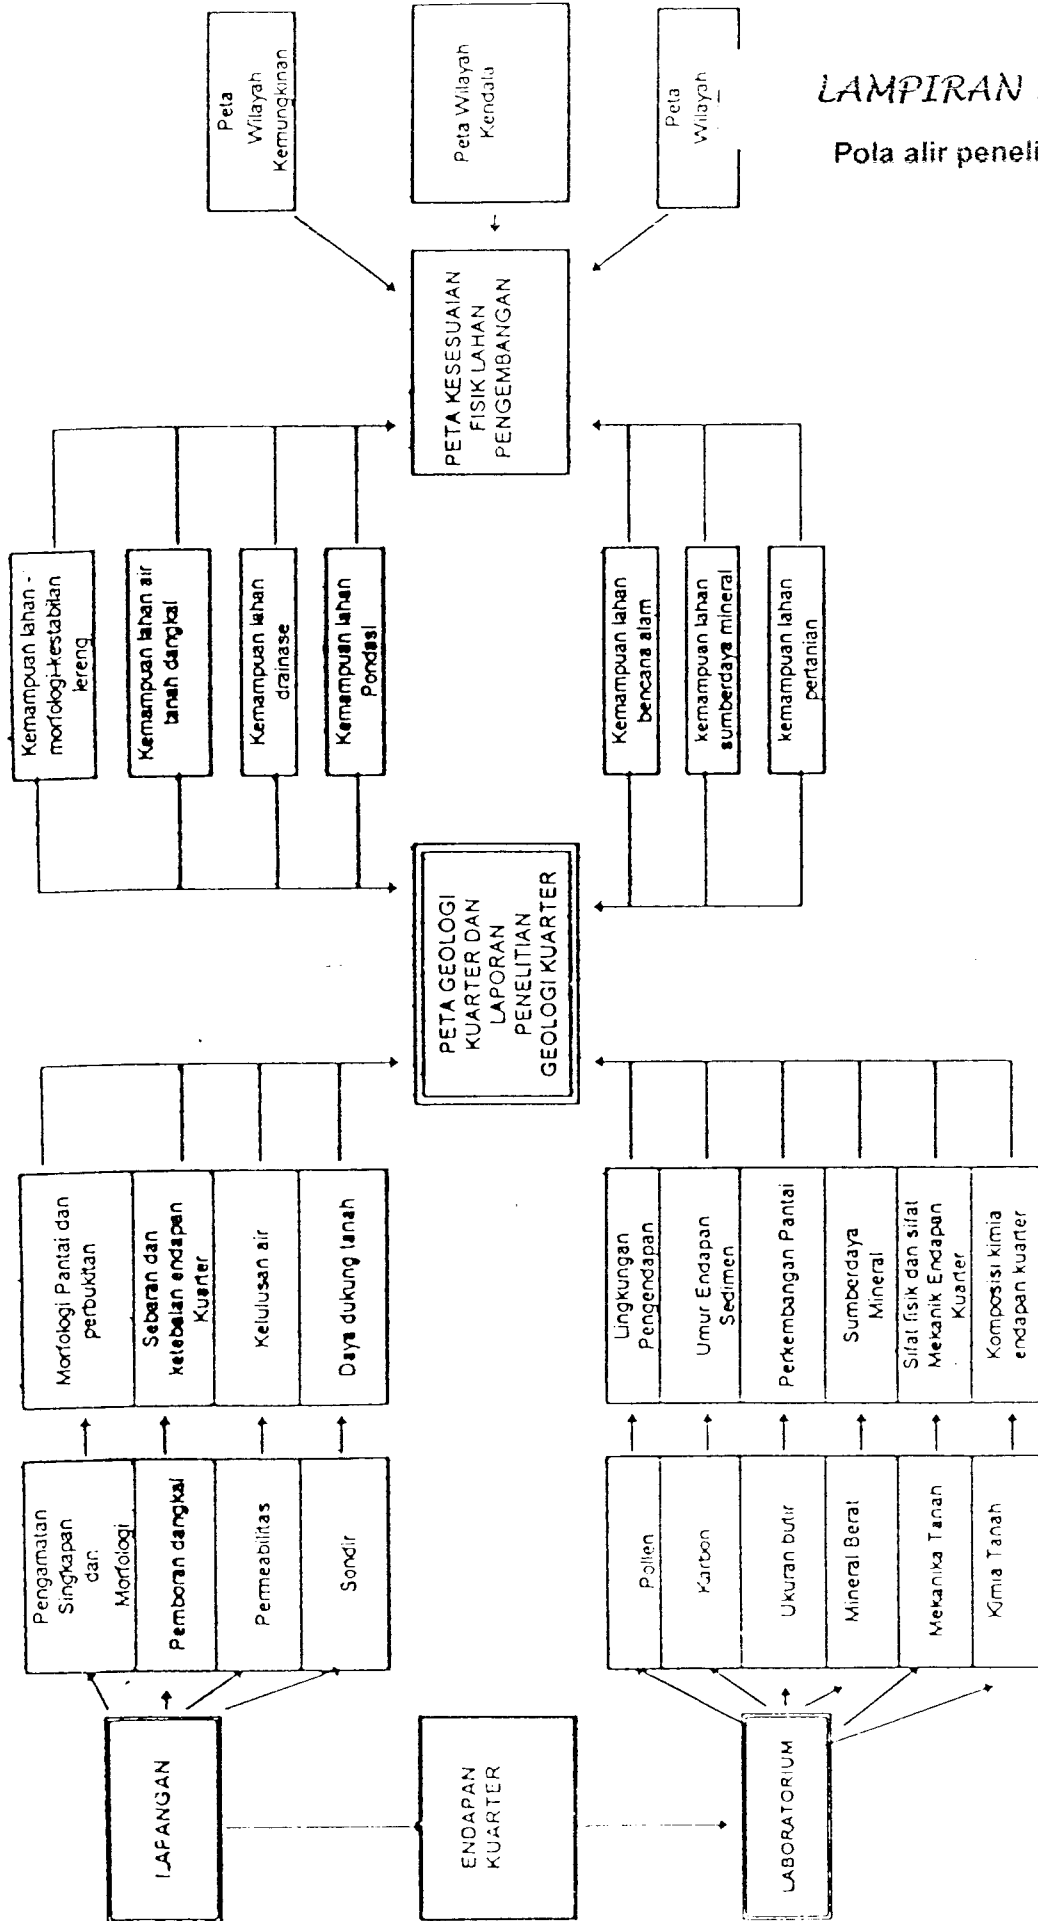 LAMPIRAN
Pola alir peneli
LAPANGAN
ENDAPAN
KUARTER
LABORATORIUM
Pengamatan
Singkapan
dan
Morfologi
Pemboran dangkal
Permeabilitas
Sondir
Pollen
Karbon
Ukuran butir
Mineral Berat
Mekanika Tanah
Kimia Tanah
Morfologi Pantai dan
perbukitan
Sebaran dan
ketebalan endapan
Kuarter
Kelulusan air
Daya dukung tanah
Lingkungan
Pengendapan
Umur Endapan
Sedimen
Perkembangan Pantai
Sumberdaya
Mineral
Sifat fisik dan sifat
Mekanik Endapan
Kuarter
Komposisi kimia
endapan kuarter
PETA GEOLOGI
KUARTER DAN
LAPORAN
PENELITIAN
GEOLOGI KUARTER
Kemampuan lahan -
morfologi-kestabilan
lereng
Kemampuan lahan air
tanah dangkal
Kemampuan lahan
drainase
Kemampuan lahan
Pondasi
Kemampuan lahan
bencana alam
kemampuan lahan
sumberdaya mineral
kemampuan lahan
pertanian
PETA KESESUAIAN
FISIK LAHAN
PENGEMBANGAN
Peta
Wilayah
Kemungkinan
Peta Wilayah
Kendala
Peta
Wilayah